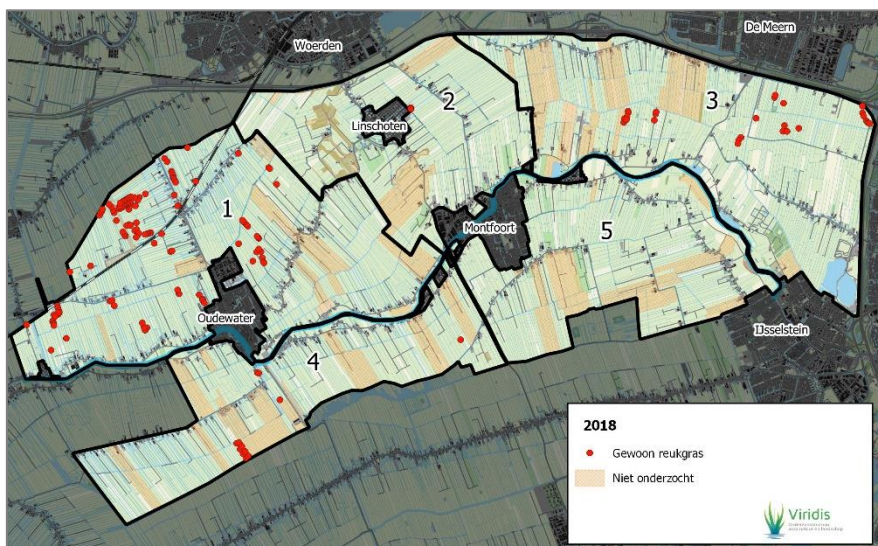 Woerden
De Meern
2
3
Linschoten
1
Montfoort
5
Oudewater
IJsselstein
4
2018
Gewoon reukgras
Niet onderzocht
Viridis